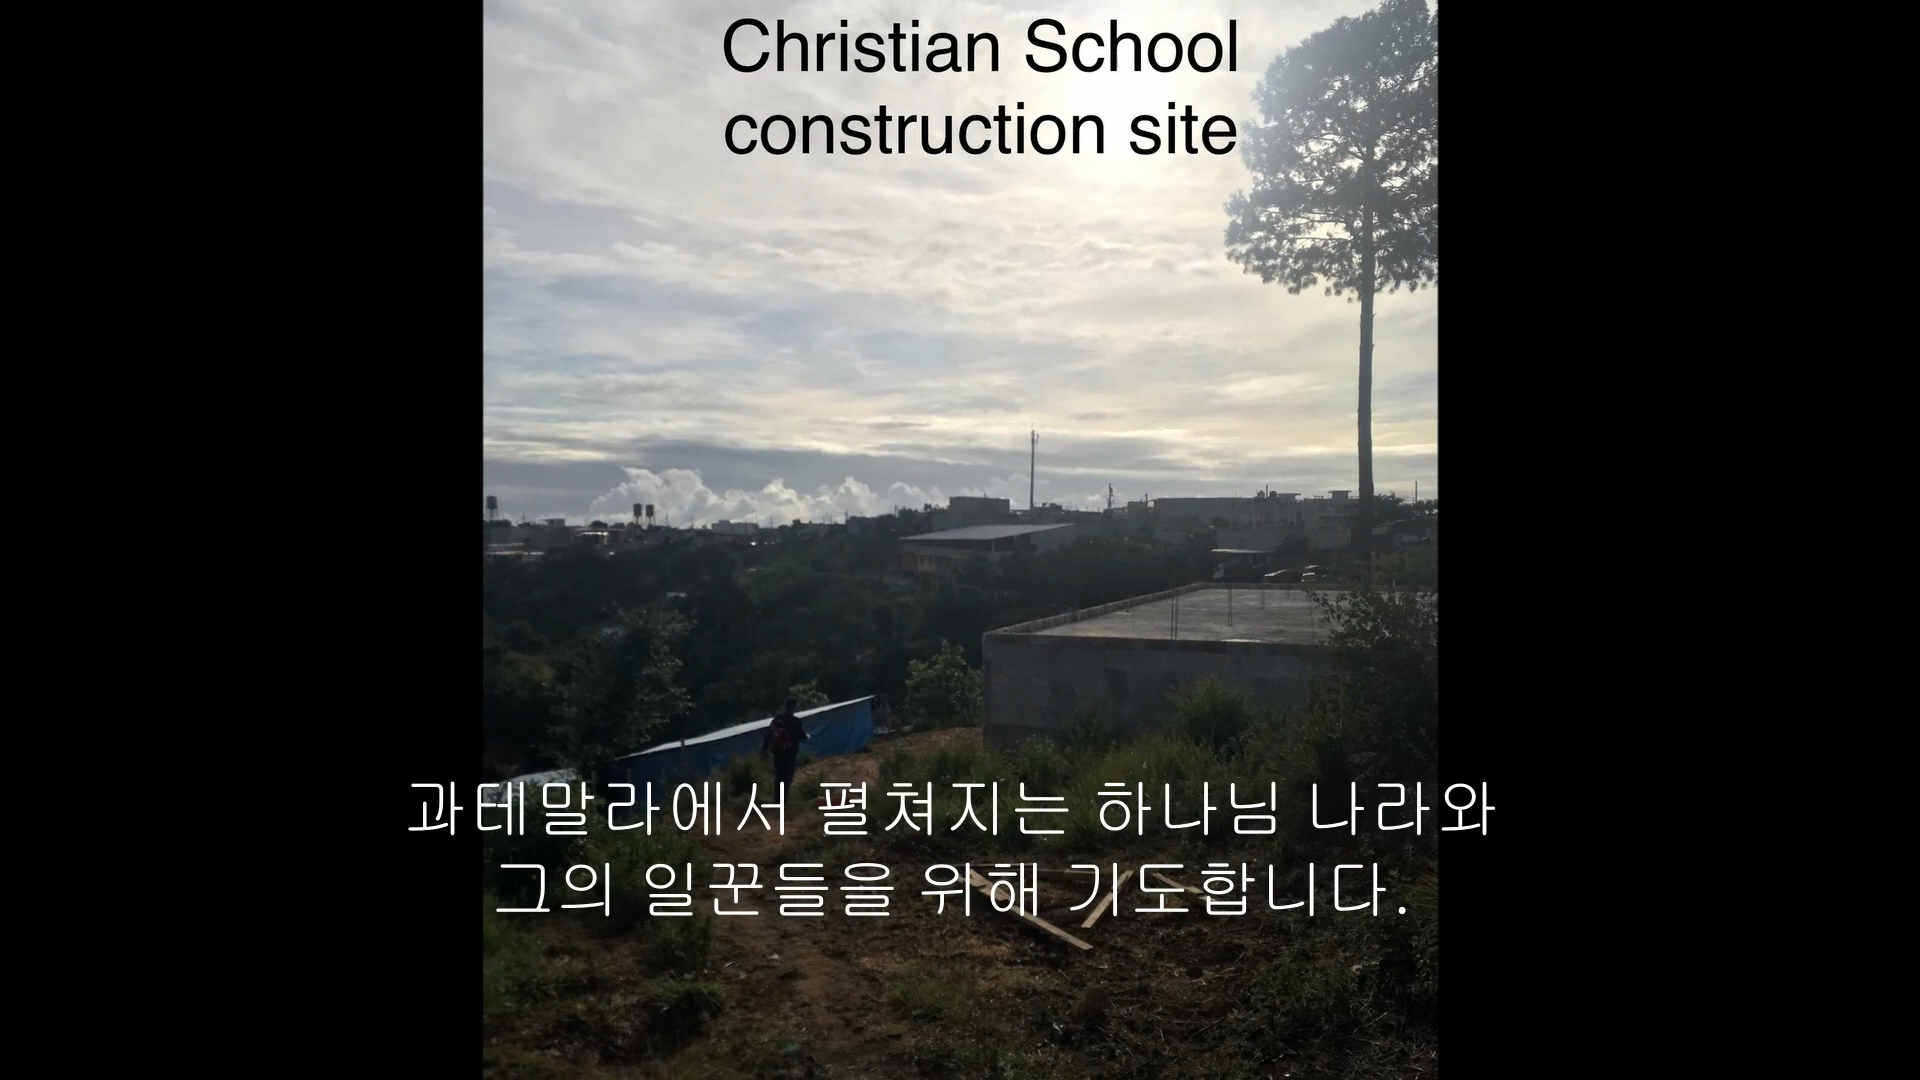 Christian School
construction site
과테말라에서 펼쳐지는 하나님 나라와
그의 일꾼들을 위해 기도합니다.